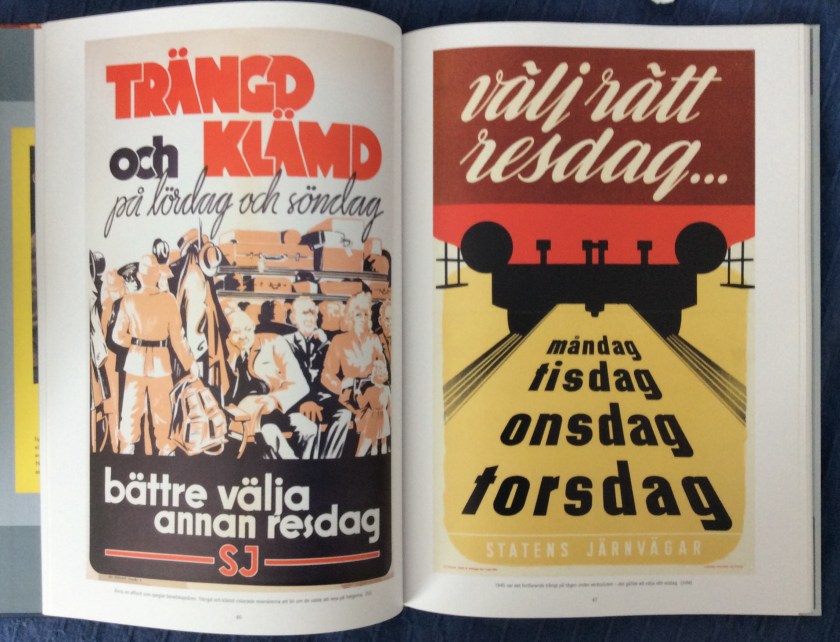 TRÄNGD
och KLÄMD
på lördag och söndag
bättre välja
annan resdag
SJ
välj rätt
resdag...
måndag
tisdag
onsdag
torsdag
STATENS JÄRNVÄGAR